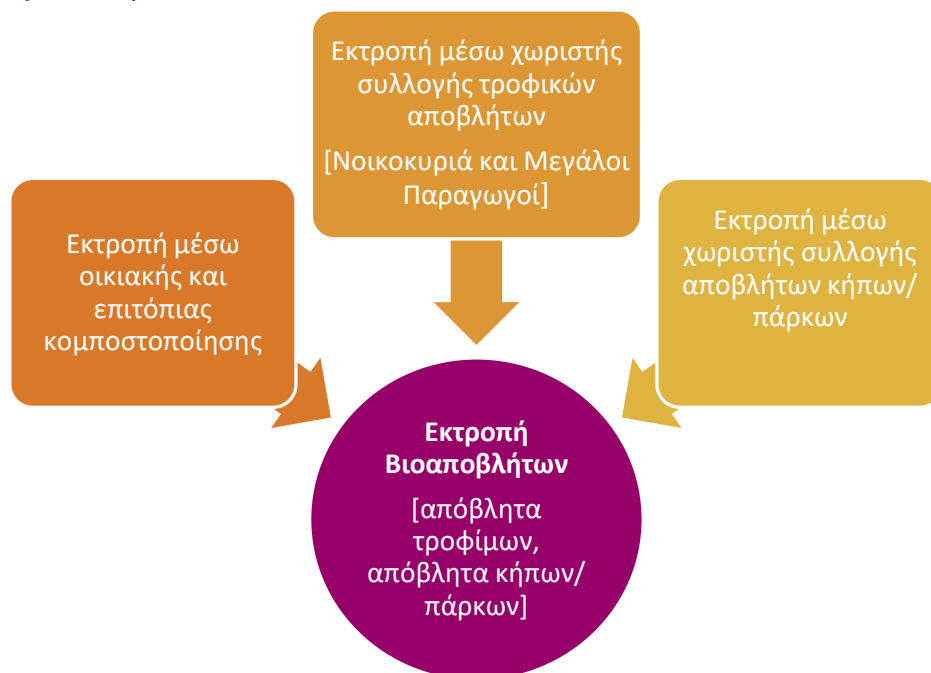 Εκτροπή μέσω χωριστής
συλλογής τροφικών
αποβλήτων
[Νοικοκυριά και Μεγάλοι
Παραγωγοί]
Εκτροπή μέσω
οικιακής και
επιτόπιας
κομποστοποίησης
Εκτροπή μέσω
χωριστής συλλογής
αποβλήτων κήπων/
πάρκων
Εκτροπή
Βιοαποβλήτων
[απόβλητα
τροφίμων,
απόβλητα κήπων/
πάρκων]